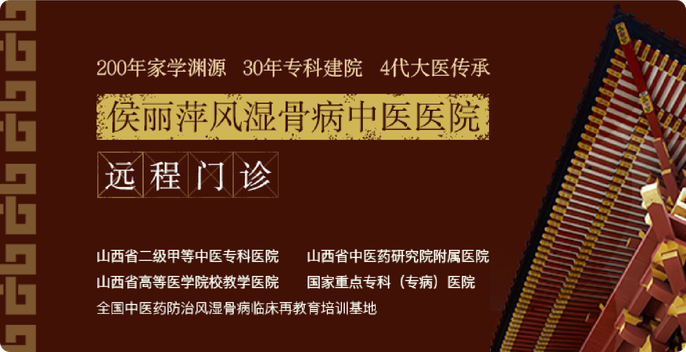 200年家学渊源 30年专科建院 4代大医传承
侯丽萍风湿骨病中医医院
远程门诊
山西省二级甲等中医专科医院 山西省中医药研究院附属医院
山西省高等医学院校教学医院 国家重点专科（专病）医院
全国中医药防治风湿骨病临床再教育培训基地